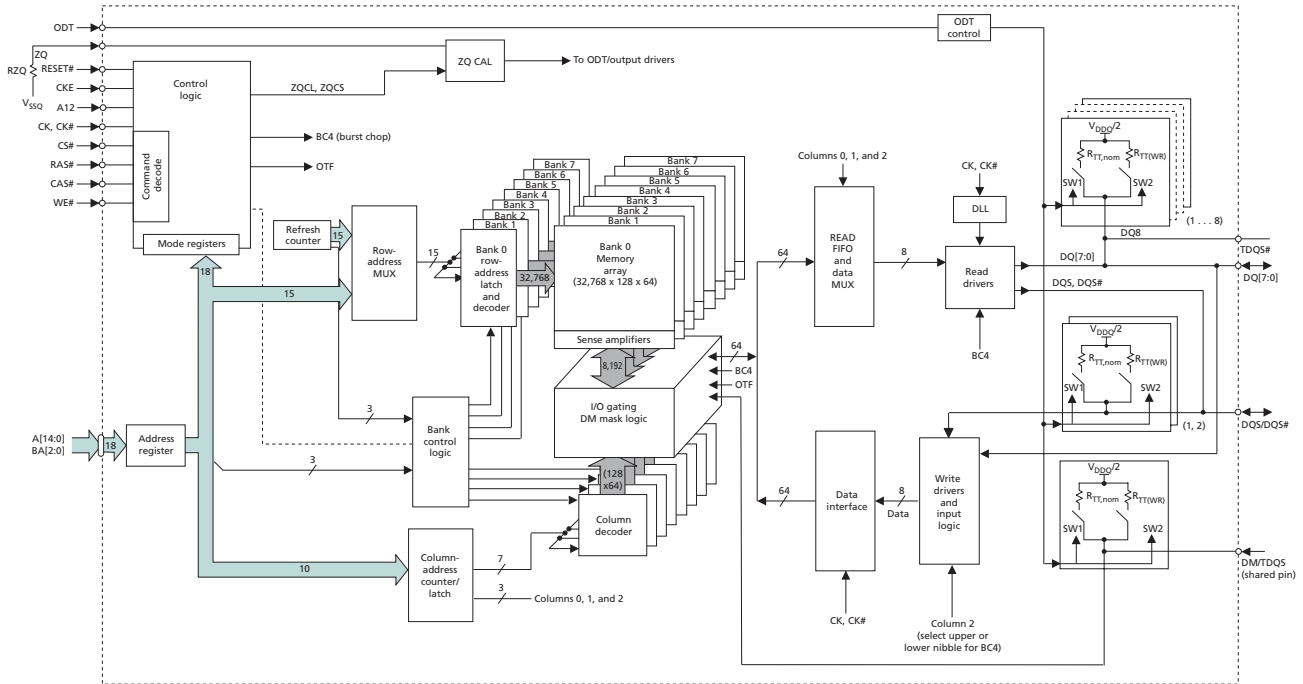 ODT
ODT
control
ZQ
RZQ
V_SSQ
RESET#
CKE
A12
CK, CK#
CS#
RAS#
CAS#
WE#
Control
logic
Command
decode
Mode registers
ZQ CAL
To ODT/output drivers
ZQCL, ZQCS
BC4 (burst chop)
OTF
Refresh
counter
15
Row-
address
MUX
15
18
15
Bank 7
Bank 6
Bank 5
Bank 4
Bank 3
Bank 2
Bank 1
Bank 0
row-
address
latch
and
decoder
32,768
Bank 7
Bank 6
Bank 5
Bank 4
Bank 3
Bank 2
Bank 1
Bank 0
Memory
array
(32,768 x 128 x 64)
Sense amplifiers
8,192
I/O gating
DM mask logic
64
BC4
OTF
3
3
Bank
control
logic
A[14:0]
BA[2:0]
18
Address
register
10
Column-
address
counter/
latch
7
3
Columns 0, 1, and 2
(128
x64)
Column
decoder
Columns 0, 1, and 2
64
READ
FIFO
and
data
MUX
8
CK, CK#
DLL
Read
drivers
BC4
DQ8
DQ[7:0]
DQS, DQS#
V_DDQ/2
R_TT,nom
R_TT(WR)
SW1
SW2
(1 . . . 8)
TDQS#
DQ[7:0]
V_DDQ/2
R_TT,nom
R_TT(WR)
SW1
SW2
(1, 2)
DQS/DQS#
V_DDQ/2
R_TT,nom
R_TT(WR)
SW1
SW2
DM/TDQS
(shared pin)
64
Data
interface
8
Data
Write
drivers
and
input
logic
CK, CK#
Column 2
(select upper or
lower nibble for BC4)